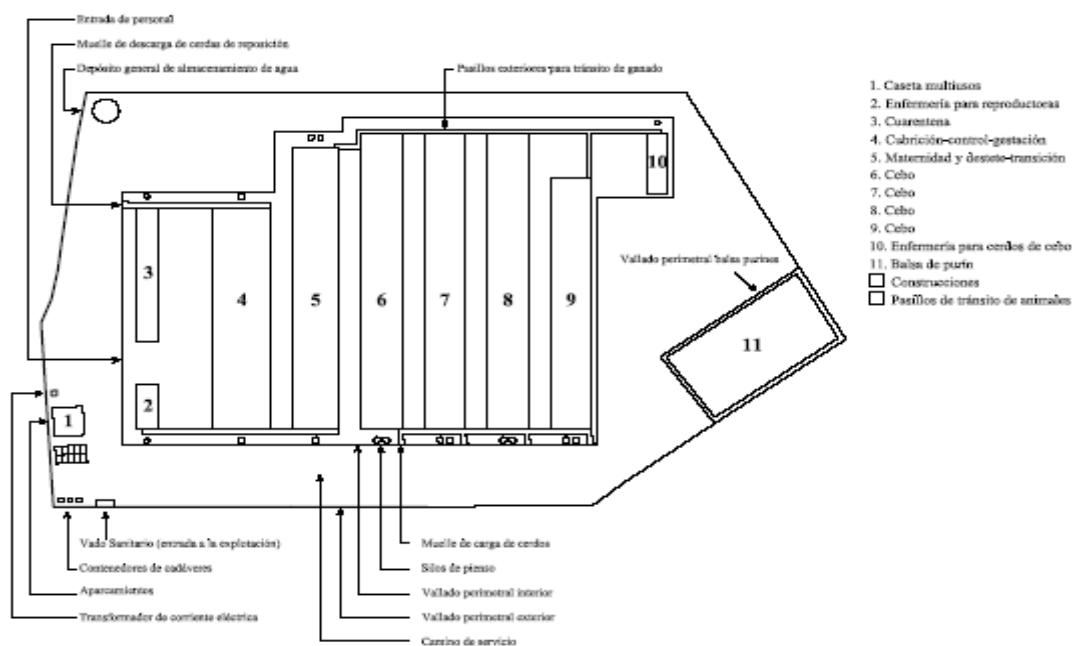 Entrada de personal
Muelle de descarga de cerdas de reposición
Depósito general de almacenamiento de agua
Pasillos exteriores para tránsito de ganado
1. Caseta multiusos
2. Enfermería para reproductoras
3. Cuarentena
4. Cubrición-control-gestación
5. Maternidad y destete-transición
6. Cebo
7. Cebo
8. Cebo
9. Cebo
10. Enfermería para cerdos de cebo
11. Balsa de purín
Construcciones
Pasillos de tránsito de animales
10
Vallado perimetral balsa purines
3
4
5
6
7
8
9
11
2
1
Vado Sanitario (entrada a la explotación)
Contenedores de cadáveres
Aparcamientos
Transformador de corriente eléctrica
Muelle de carga de cerdos
Silos de pienso
Vallado perimetral interior
Vallado perimetral exterior
Camino de servicio